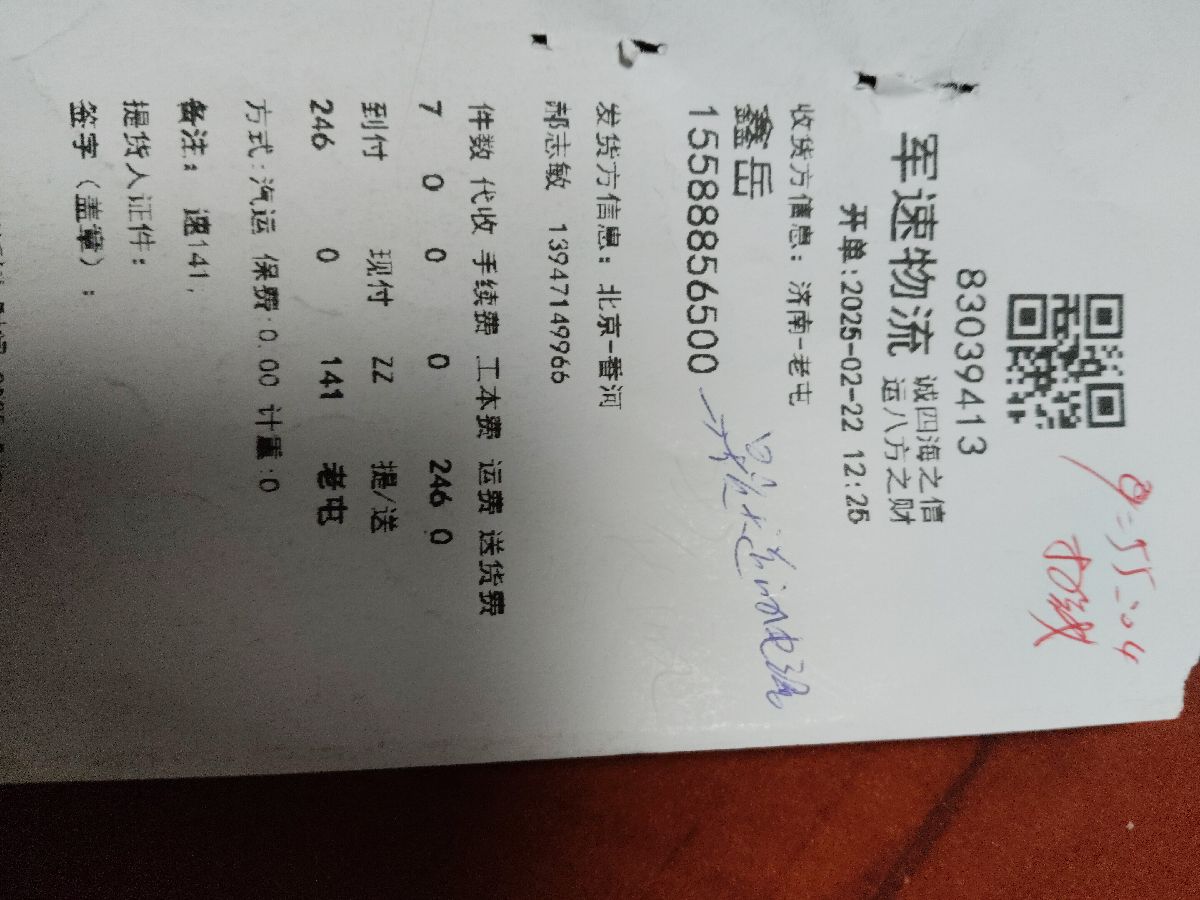 83039413
军速物流 诚四海之信
运八方之财
开单:2025-02-22 12:25
收货方信息: 济南-老屯
鑫岳
15588856500
发货方信息: 北京-番河
郝志敏 13947149966
件数 代收 手续费 工本费 运费 送货费
7 0 0 0 246 0
到付 现付 ZZ 提/送
246 0 141 老屯
方式:汽运 保费:0.00 计量:0
备注: 速141,
提货人证件:
签字(盖章):